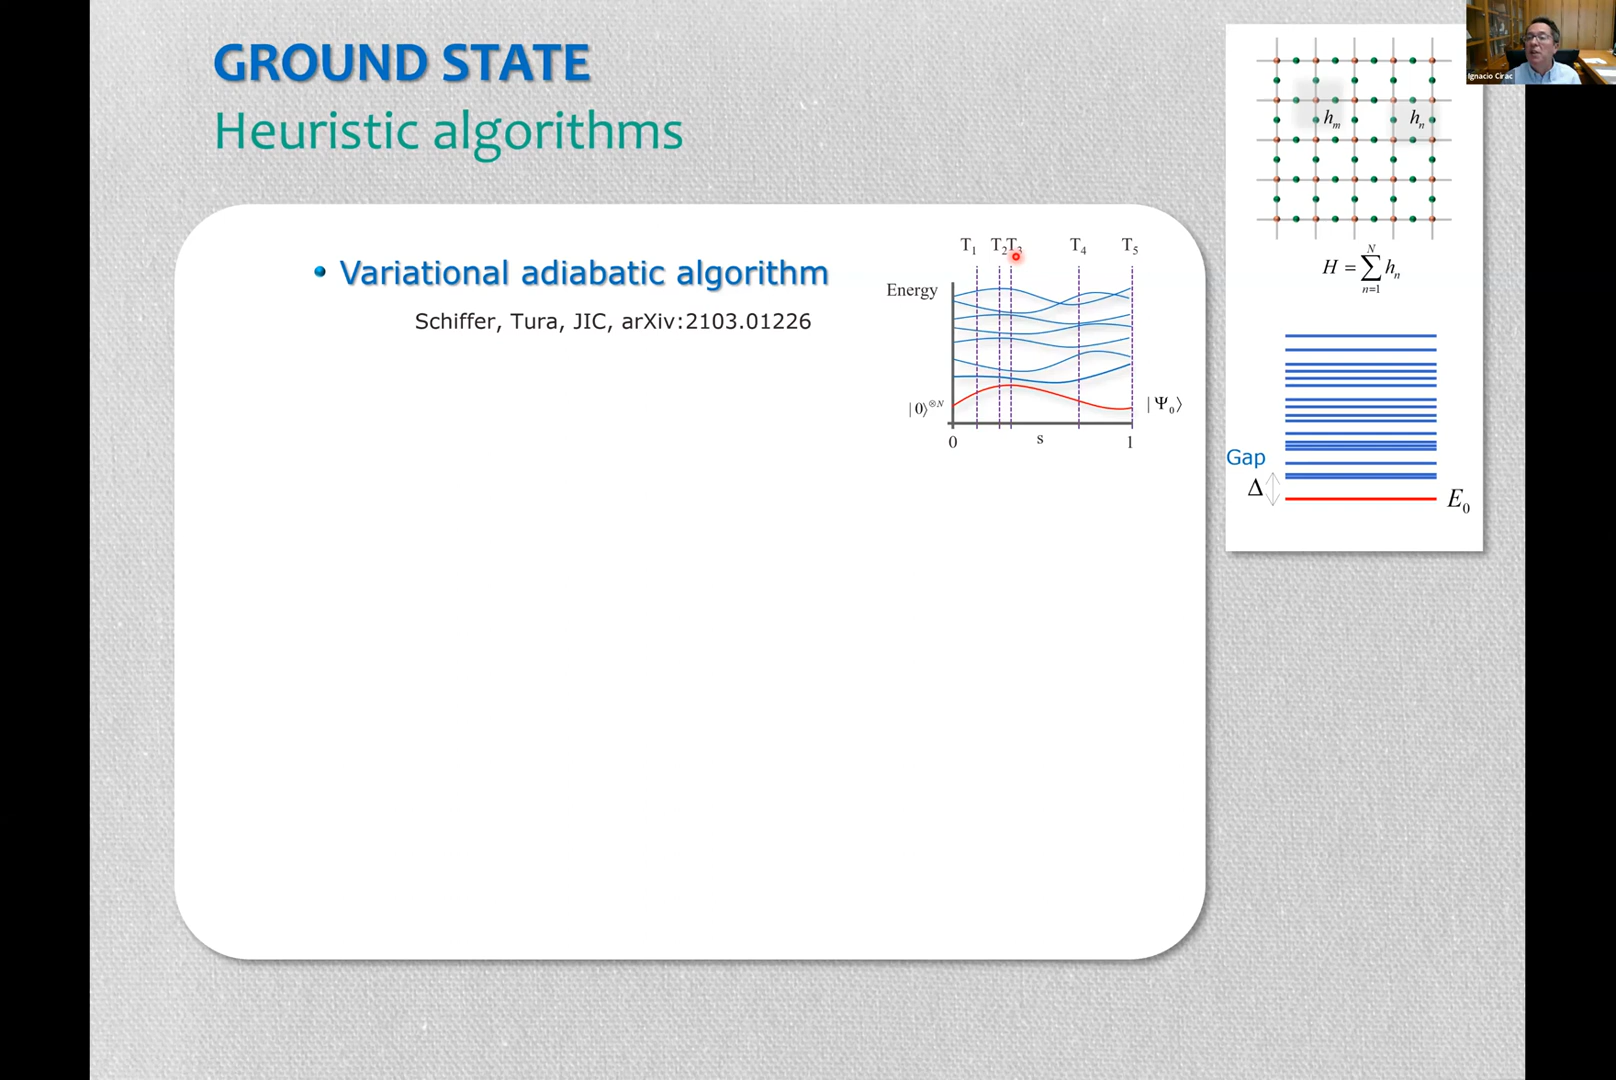 GROUND STATE
Heuristic algorithms
• Variational adiabatic algorithm
Schiffer, Tura, JIC, arXiv:2103.01226
T₁ T₂ T₃ T₄ T₅
Energy
|0⟩^⊗N
|Ψ₀⟩
0 s 1
Ignacio Cirac
hₘ hₙ
H = ∑ₙ₌₁ᴺ hₙ
Gap
Δ
E₀